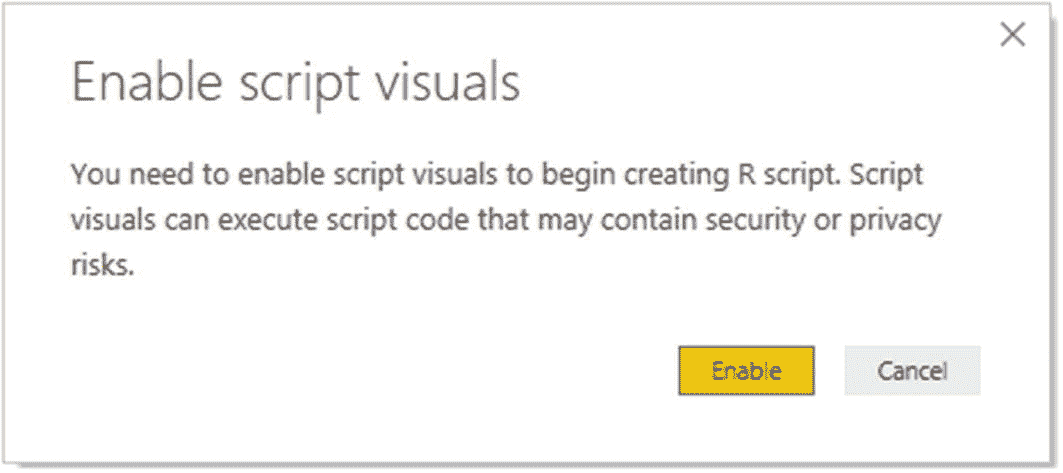 Enable script visuals
You need to enable script visuals to begin creating R script. Script
visuals can execute script code that may contain security or privacy
risks.
Enable
Cancel